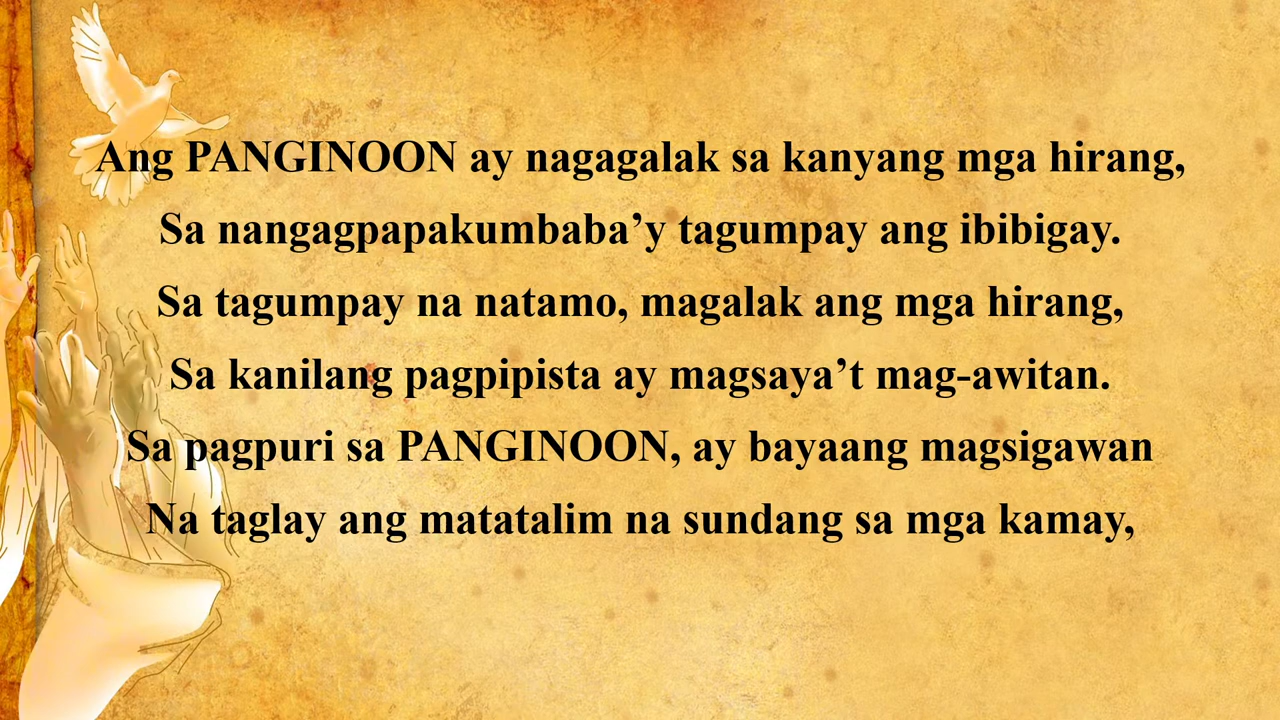 Ang PANGINOON ay nagagalak sa kanyang mga hirang,
Sa nangagpapakumbaba’y tagumpay ang ibibigay.
Sa tagumpay na natamo, magalak ang mga hirang,
Sa kanilang pagpipista ay magsaya’t mag-awitan.
Sa pagpuri sa PANGINOON, ay bayaang magsigawan
Na taglay ang matatalim na sundang sa mga kamay,